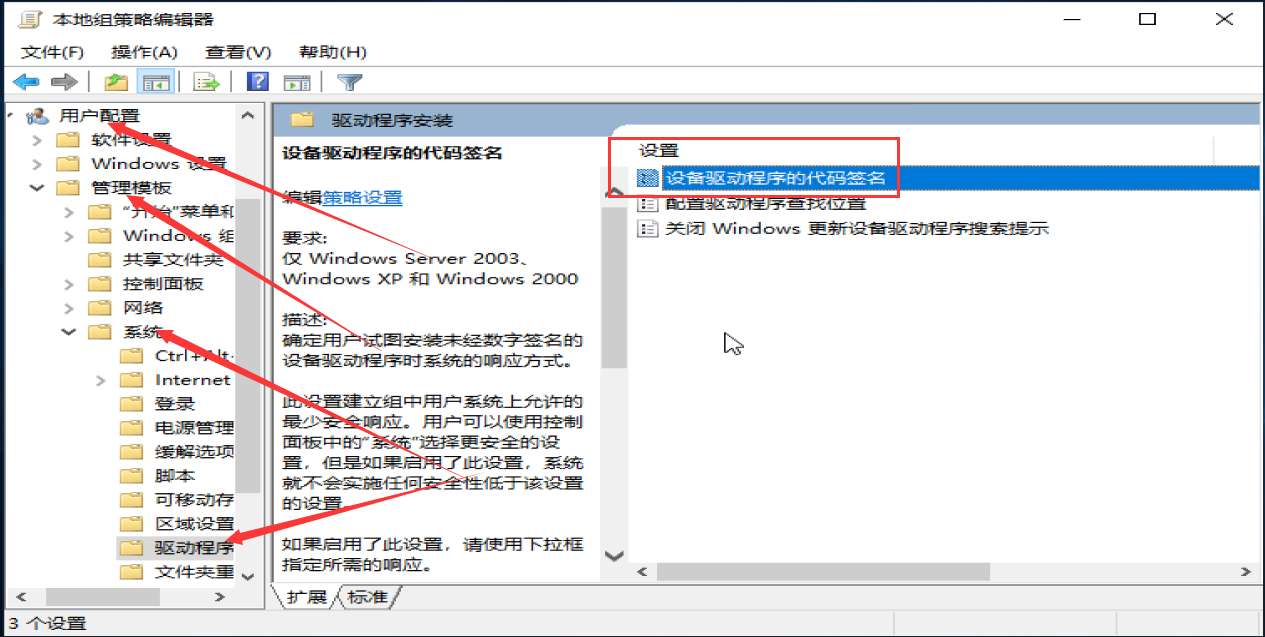 本地组策略编辑器
文件(F) 操作(A) 查看(V) 帮助(H)
用户配置
软件设置
Windows 设置
管理模板
“开始”菜单和
Windows 组
共享文件夹
控制面板
网络
系统
Ctrl+Alt+
Internet
登录
电源管理
缓解选项
脚本
可移动存
区域设置
驱动程序
文件夹重
驱动程序安装
设备驱动程序的代码签名
编辑策略设置
要求:
仅 Windows Server 2003、
Windows XP 和 Windows 2000
描述:
确定用户试图安装未经数字签名的
设备驱动程序时系统的响应方式。
此设置建立组中用户系统上允许的
最少安全响应。用户可以使用控制
面板中的“系统”选择更安全的设
置，但是如果启用了此设置，系统
就不会实施任何安全性低于该设置
的设置。
如果启用了此设置，请使用下拉框
指定所需的响应。
设置
设备驱动程序的代码签名
配置驱动程序查找位置
关闭 Windows 更新设备驱动程序搜索提示
扩展 标准
3 个设置